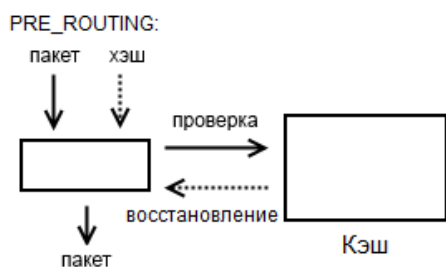 PRE_ROUTING:
пакет хэш
проверка
восстановление
Кэш
пакет